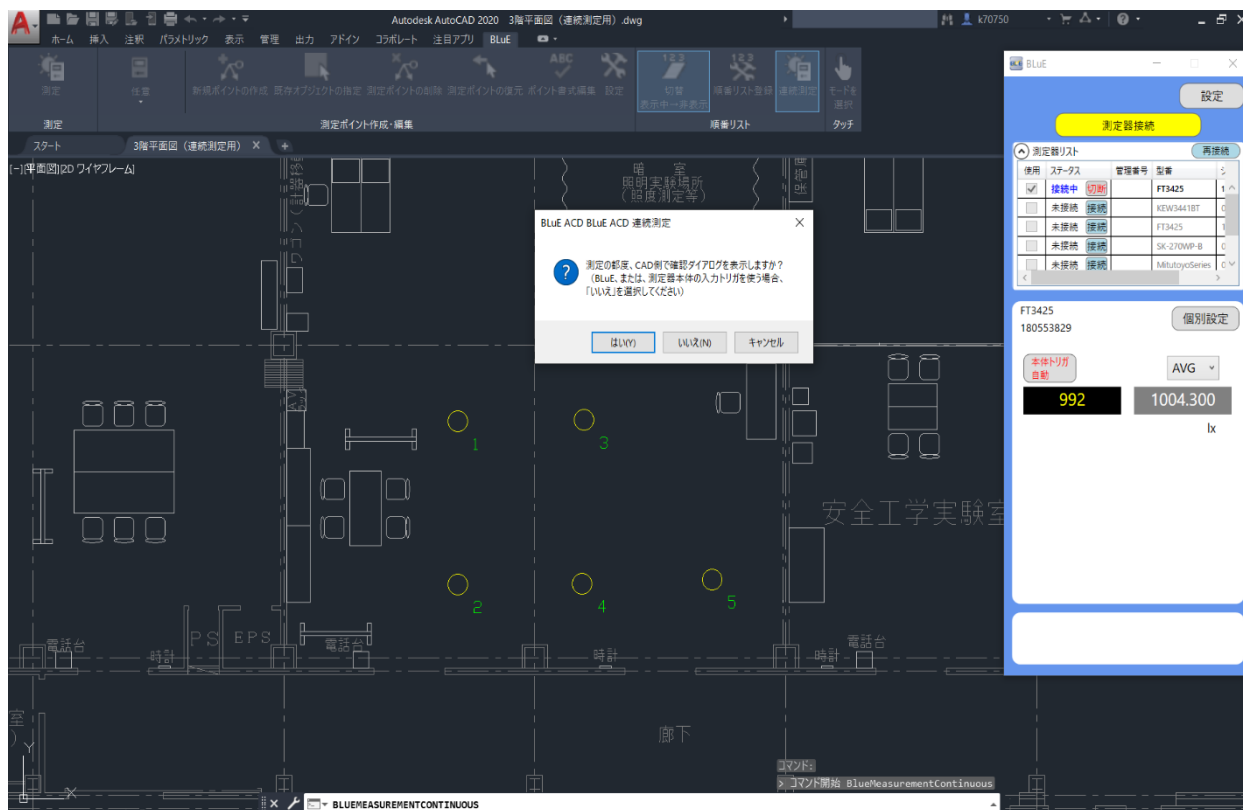 Autodesk AutoCAD 2020 3階平面図（連続測定用）.dwg
k70750
ホーム 挿入 注釈 パラメトリック 表示 管理 出力 アドイン コラボレート 注目アプリ BLuE
測定
任意
新規ポイントの作成 既存オブジェクトの指定 測定ポイントの削除 測定ポイントの復元 ポイント書式編集 設定
切替
表示中→非表示
順番リスト登録 連続測定
モードを
選択
測定 測定ポイント作成・編集 順番リスト タッチ
スタート 3階平面図（連続測定用） × +
[-][平面図][2D ワイヤフレーム]
暗 室
照明実験場所
（照度測定等）
BLuE ACD BLuE ACD 連続測定
測定の都度、CAD側で確認ダイアログを表示しますか？
（BLuE、または、測定器本体の入力トリガを使う場合、
「いいえ」を選択してください）
はい(Y) いいえ(N) キャンセル
1
3
2
4
5
安全工学実験室
PS EPS
電話台
時計
電話台
時計
時計
電話台
廊下
室
Y
X
コマンド:
> コマンド開始 BlueMeasurementContinuous
BLUEMEASUREMENTCONTINUOUS
BLuE
設定
測定器接続
測定器リスト 再接続
使用 ステータス 管理番号 型番
接続中 切断 FT3425 1
未接続 接続 KEW3441BT
未接続 接続 FT3425 1
未接続 接続 SK-270WP-B
未接続 接続 MitutoyoSeries
FT3425
180553829
個別設定
本体トリガ
自動
AVG
992 1004.300
lx